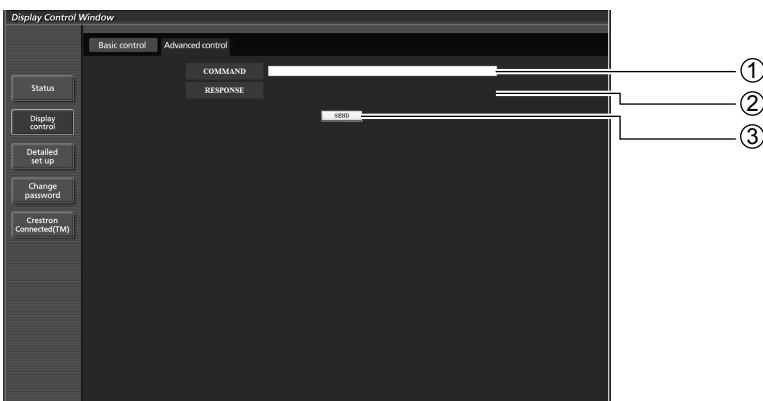 Display Control Window
Basic control
Advanced control
COMMAND
①
RESPONSE
②
SEND
③
Status
Display
control
Detailed
set up
Change
password
Crestron
Connected(TM)